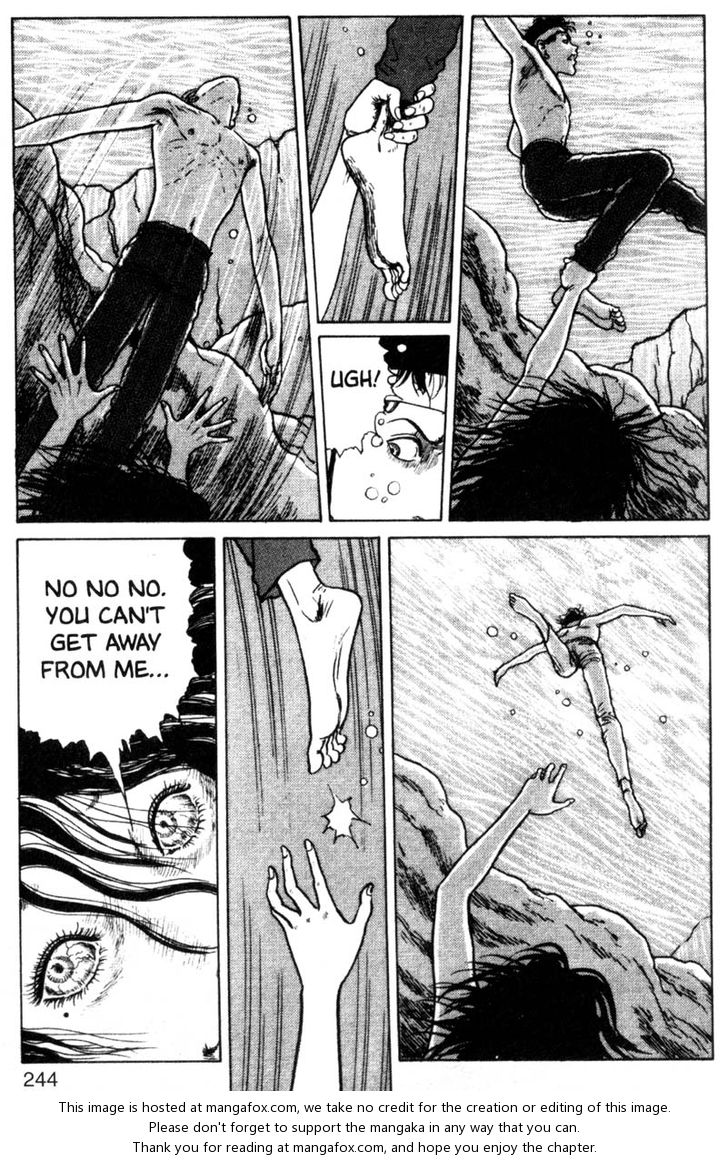 UGH!
NO NO NO.
YOU CAN'T
GET AWAY
FROM ME...
244
This image is hosted at mangafox.com, we take no credit for the creation or editing of this image.
Please don't forget to support the mangaka in any way that you can.
Thank you for reading at mangafox.com, and hope you enjoy the chapter.